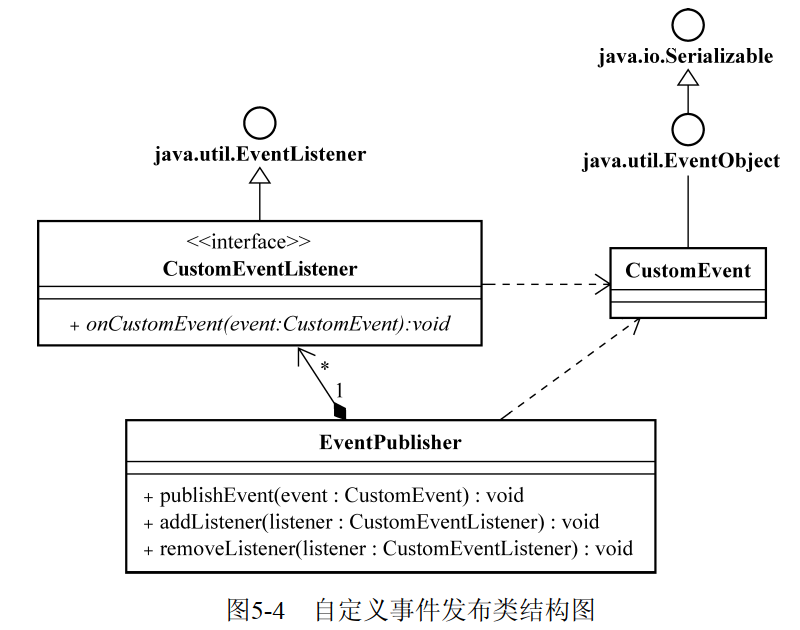 java.io.Serializable
java.util.EventListener
java.util.EventObject
<<interface>>
CustomEventListener
+ onCustomEvent(event:CustomEvent):void
CustomEvent
*
1
EventPublisher
+ publishEvent(event : CustomEvent) : void
+ addListener(listener : CustomEventListener) : void
+ removeListener(listener : CustomEventListener) : void
图5-4 自定义事件发布类结构图